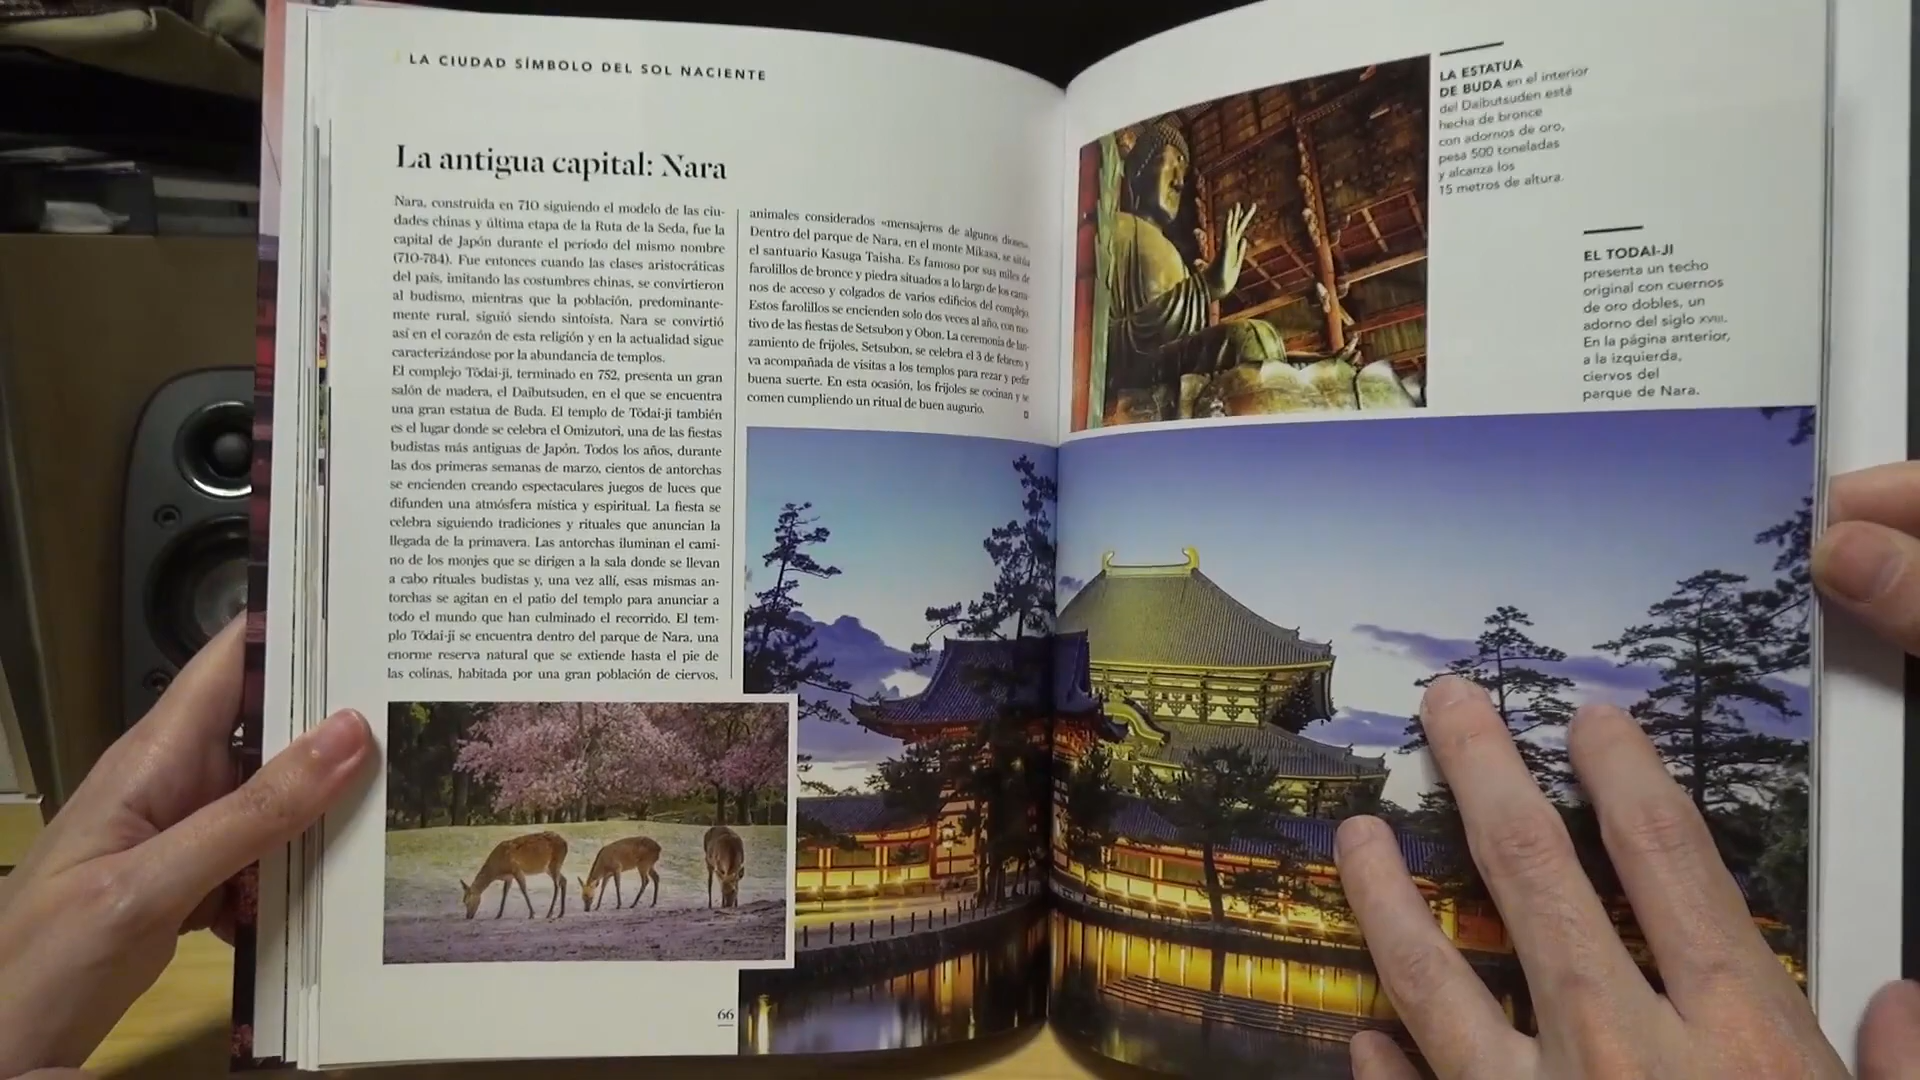 LA CIUDAD SÍMBOLO DEL SOL NACIENTE
La antigua capital: Nara
Nara, construida en 710 siguiendo el modelo de las ciu-
dades chinas y última etapa de la Ruta de la Seda, fue la
capital de Japón durante el período del mismo nombre
(710-784). Fue entonces cuando las clases aristocráticas
del país, imitando las costumbres chinas, se convirtieron
al budismo, mientras que la población, predominante-
mente rural, siguió siendo sintoísta. Nara se convirtió
así en el corazón de esta religión y en la actualidad sigue
caracterizándose por la abundancia de templos.
El complejo Tōdai-ji, terminado en 752, presenta un gran
salón de madera, el Daibutsuden, en el que se encuentra
una gran estatua de Buda. El templo de Tōdai-ji también
es el lugar donde se celebra el Omizutori, una de las fiestas
budistas más antiguas de Japón. Todos los años, durante
las dos primeras semanas de marzo, cientos de antorchas
se encienden creando espectaculares juegos de luces que
difunden una atmósfera mística y espiritual. La fiesta se
celebra siguiendo tradiciones y rituales que anuncian la
llegada de la primavera. Las antorchas iluminan el cami-
no de los monjes que se dirigen a la sala donde se llevan
a cabo rituales budistas y, una vez allí, esas mismas an-
torchas se agitan en el patio del templo para anunciar a
todo el mundo que han culminado el recorrido. El tem-
plo Tōdai-ji se encuentra dentro del parque de Nara, una
enorme reserva natural que se extiende hasta el pie de
las colinas, habitada por una gran población de ciervos,
animales considerados «mensajeros de algunos dioses».
Dentro del parque de Nara, en el monte Mikasa, se sitúa
el santuario Kasuga Taisha. Es famoso por sus miles de
farolillos de bronce y piedra situados a lo largo de los cami-
nos de acceso y colgados de varios edificios del complejo.
Estos farolillos se encienden solo dos veces al año, con mo-
tivo de las fiestas de Setsubon y Obon. La ceremonia de lan-
zamiento de frijoles, Setsubon, se celebra el 3 de febrero y
va acompañada de visitas a los templos para rezar y pedir
buena suerte. En esta ocasión, los frijoles se cocinan y se
comen cumpliendo un ritual de buen augurio.
66
LA ESTATUA
DE BUDA en el interior
del Daibutsuden está
hecha de bronce
con adornos de oro,
pesa 500 toneladas
y alcanza los
15 metros de altura.
EL TODAI-JI
presenta un techo
original con cuernos
de oro dobles, un
adorno del siglo XVIII.
En la página anterior,
a la izquierda,
ciervos del
parque de Nara.